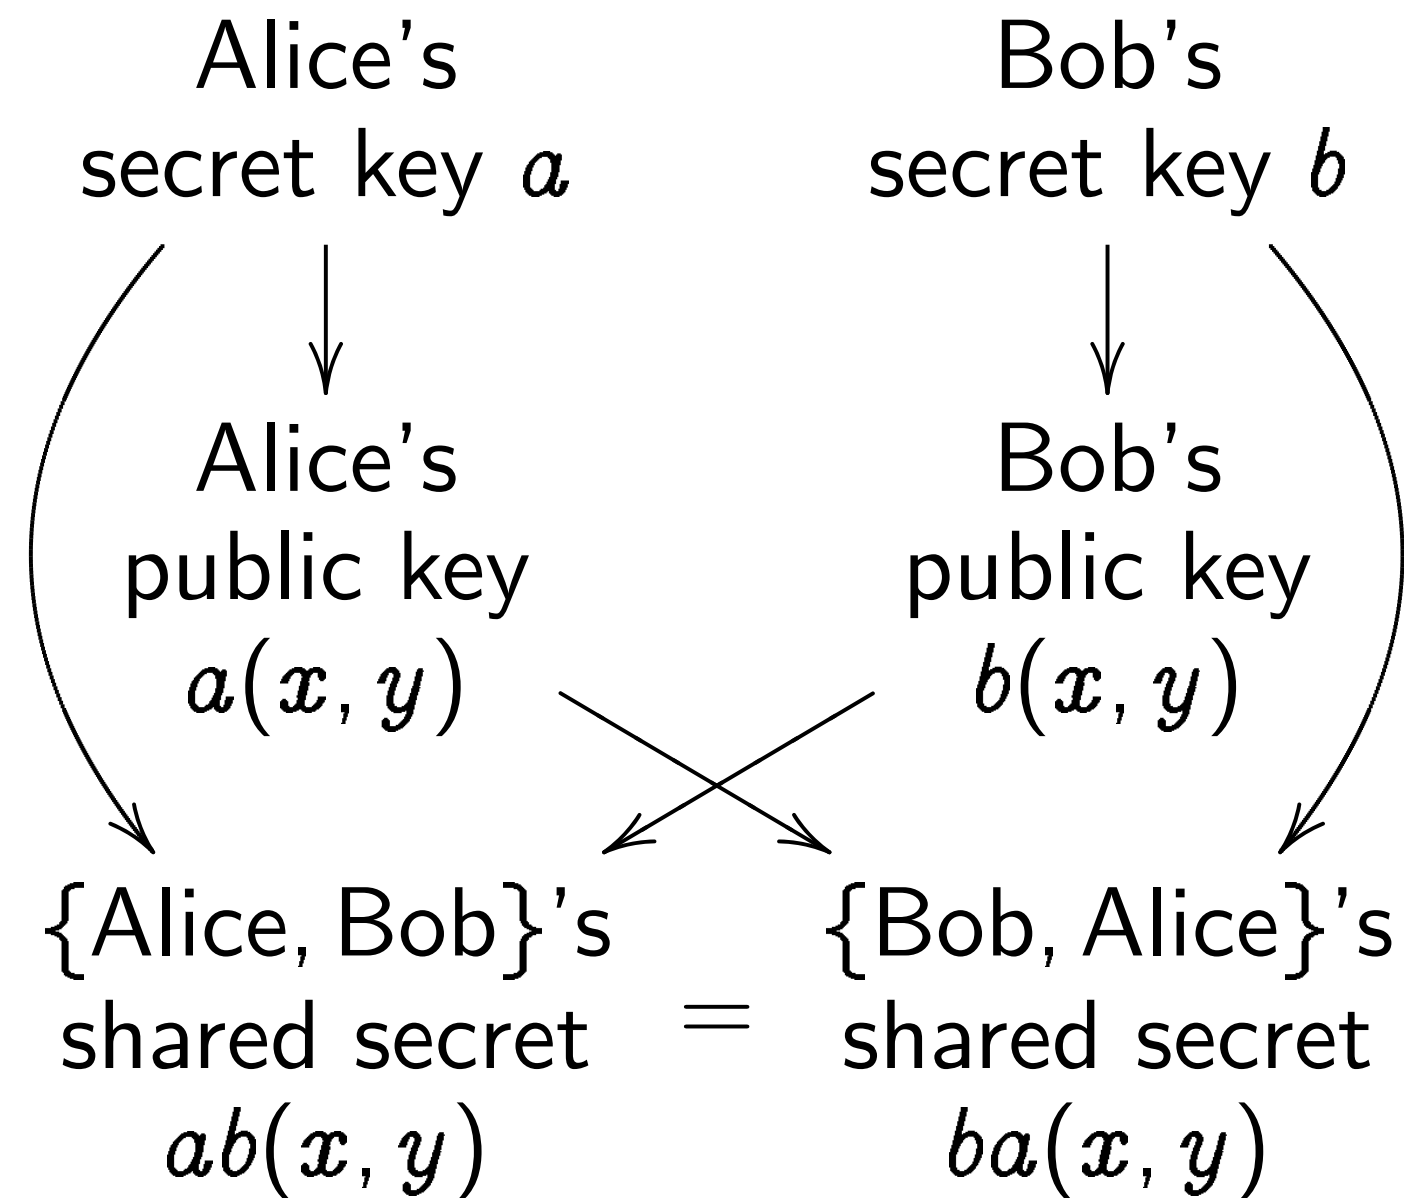 Alice's
secret key a
Bob's
secret key b
Alice's
public key
a(x, y)
Bob's
public key
b(x, y)
{Alice, Bob}'s
shared secret
ab(x, y)
=
{Bob, Alice}'s
shared secret
ba(x, y)